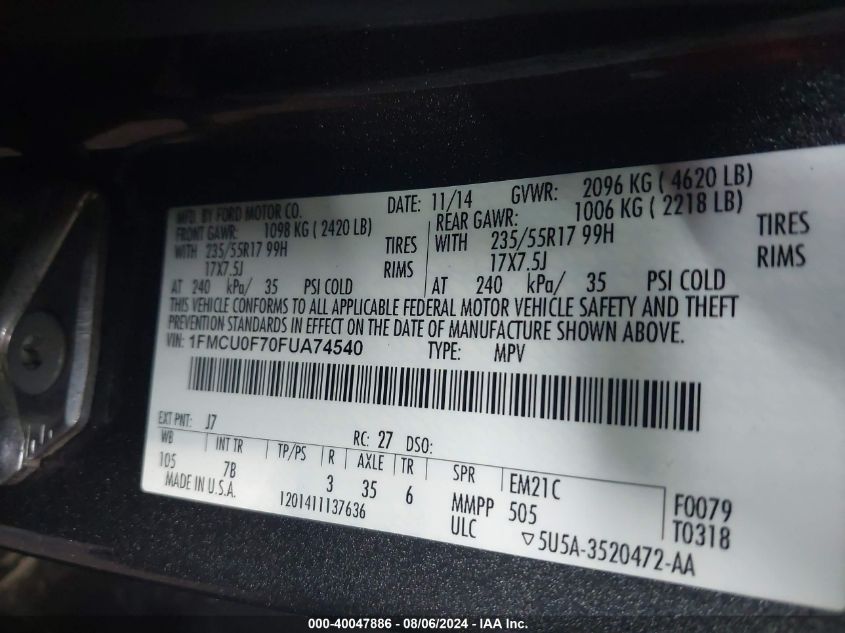 MFD. BY FORD MOTOR CO.
DATE: 11/14
GVWR: 2096 KG ( 4620 LB)
FRONT GAWR: 1098 KG ( 2420 LB)
REAR GAWR: 1006 KG ( 2218 LB)
WITH 235/55R17 99H TIRES
WITH 235/55R17 99H TIRES
17X7.5J RIMS
17X7.5J RIMS
AT 240 kPa/ 35 PSI COLD
AT 240 kPa/ 35 PSI COLD
THIS VEHICLE CONFORMS TO ALL APPLICABLE FEDERAL MOTOR VEHICLE SAFETY AND THEFT
PREVENTION STANDARDS IN EFFECT ON THE DATE OF MANUFACTURE SHOWN ABOVE.
VIN: 1FMCU0F70FUA74540
TYPE: MPV
EXT PNT: J7
RC: 27 DSO:
WB INT TR TP/PS R AXLE TR SPR EM21C
105 7B 3 35 6 MMPP 505 F0079
MADE IN U.S.A. 1201411137636 ULC ▽5U5A-3520472-AA T0318
000-40047886 - 08/06/2024 - IAA Inc.